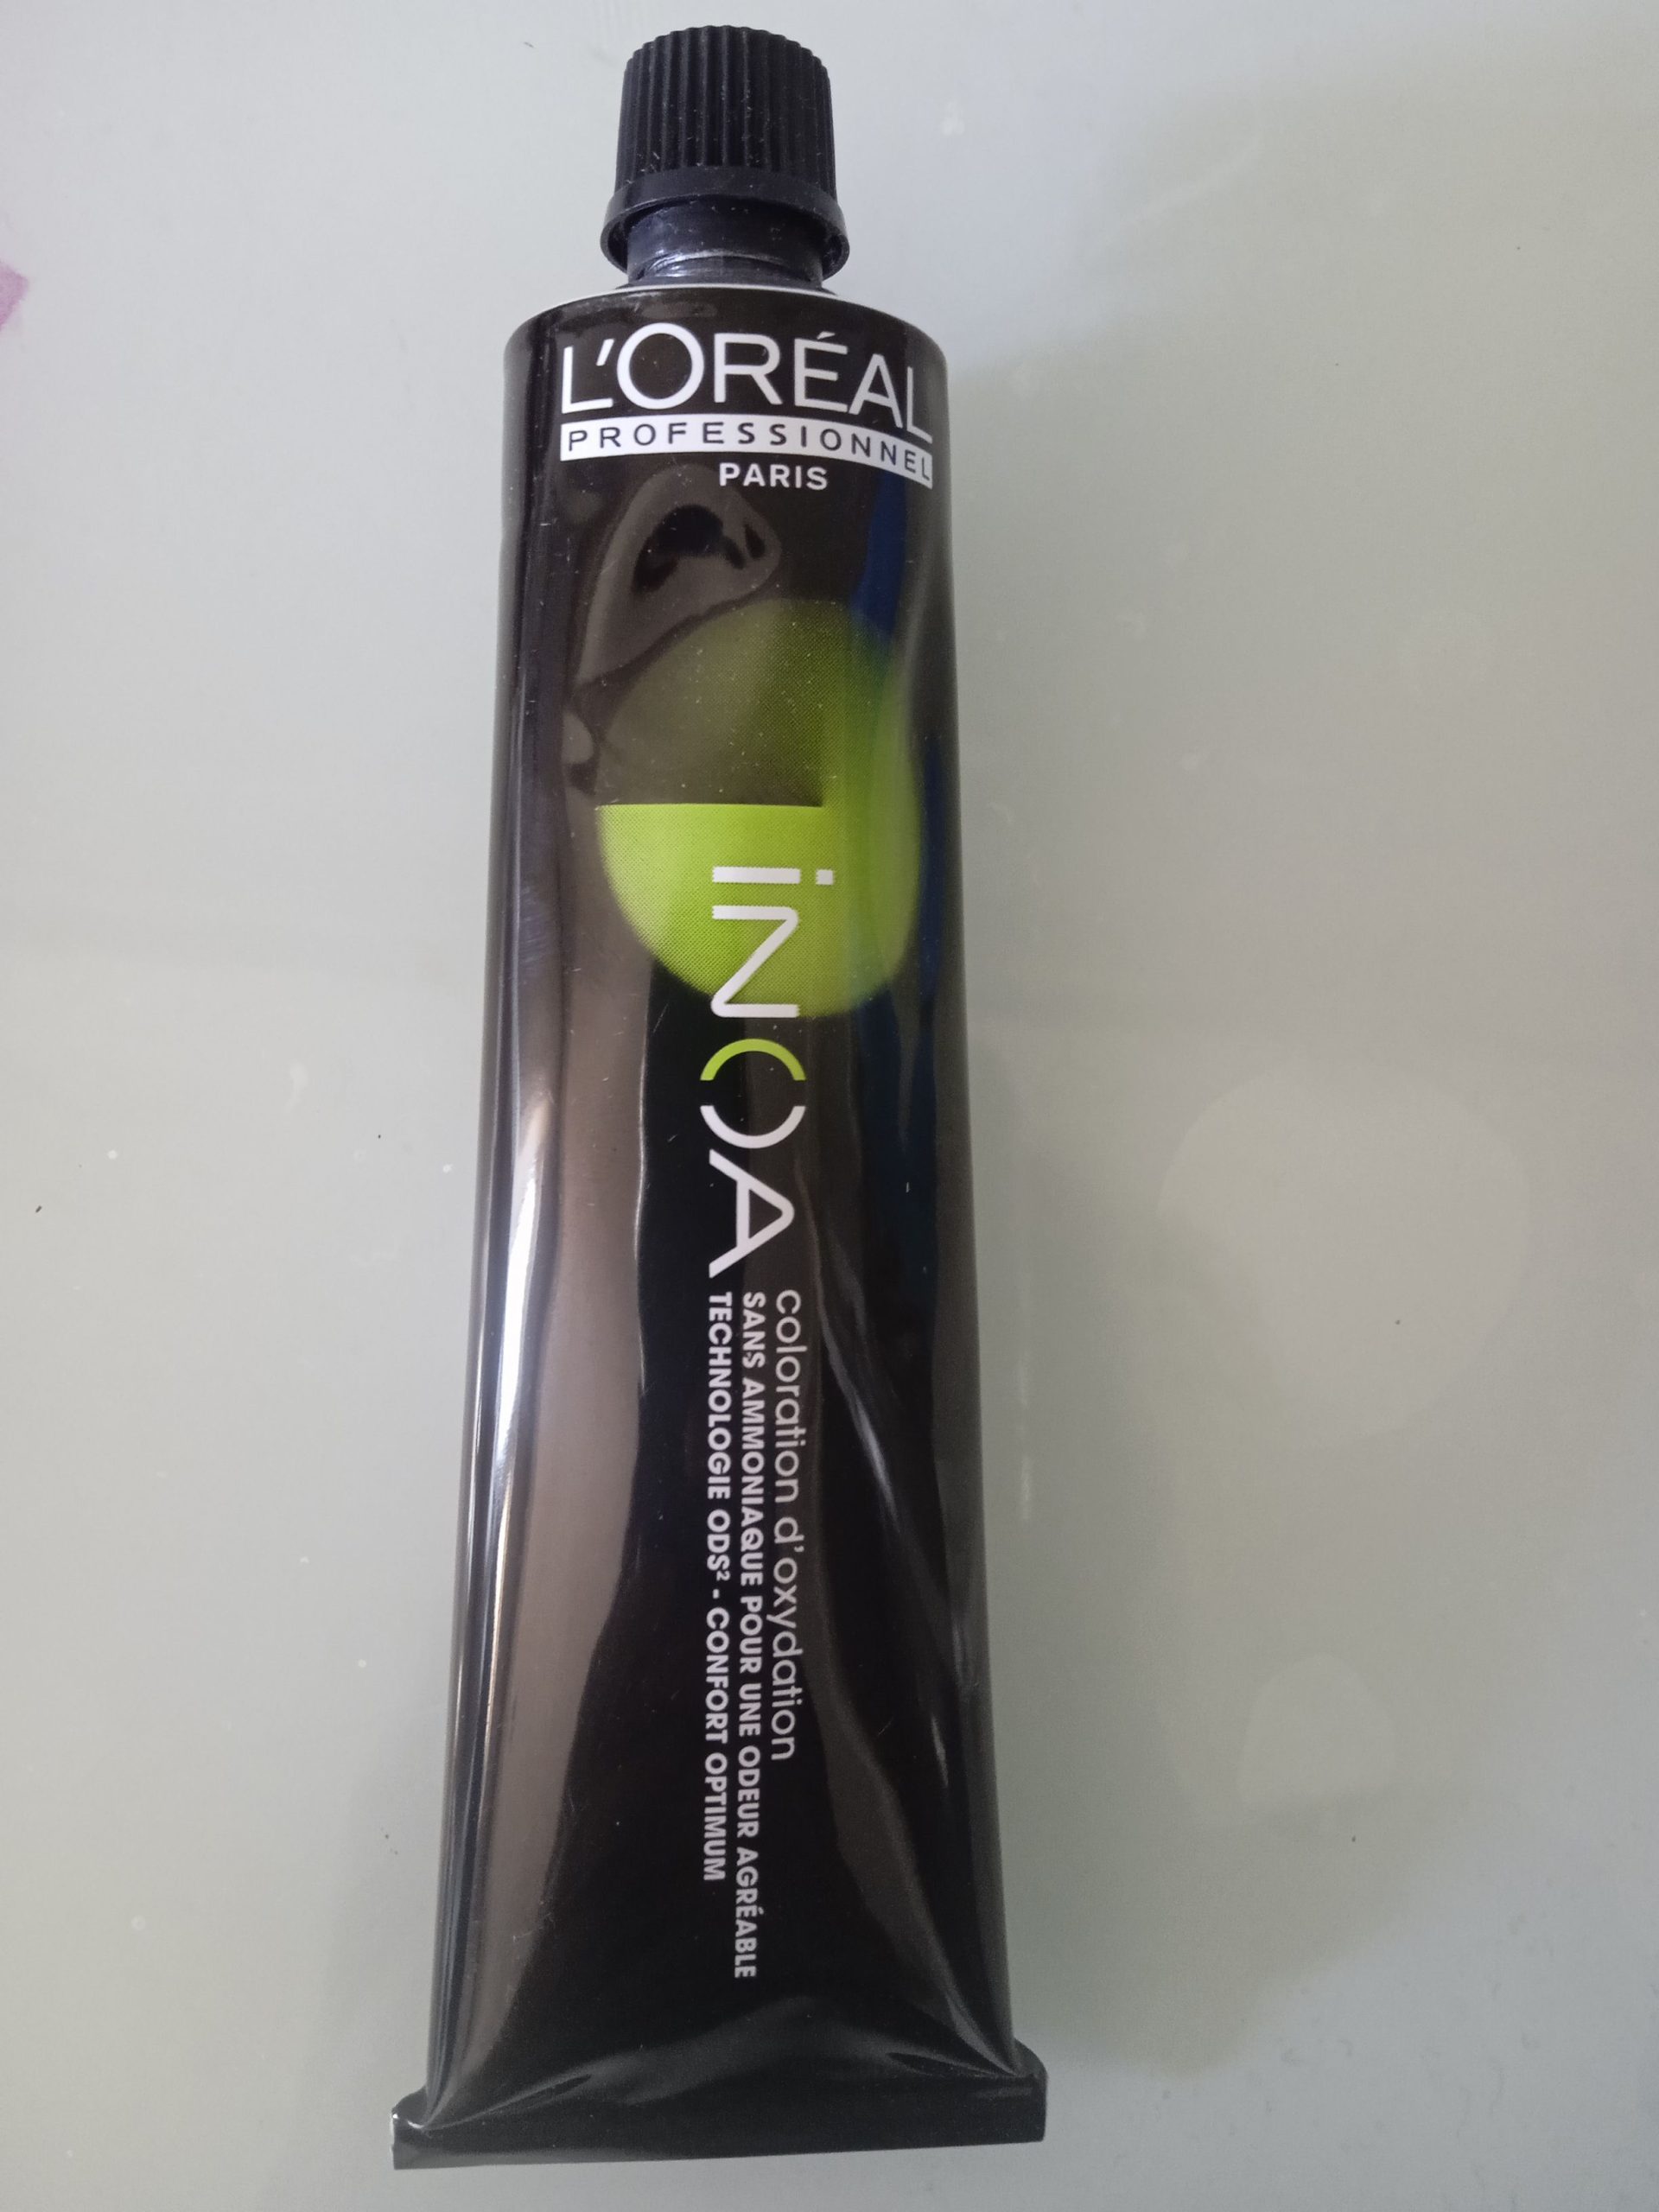 L'ORÉAL
PROFESSIONNEL
PARIS
iNOA
coloration d'oxydation
SANS AMMONIAQUE POUR UNE ODEUR AGRÉABLE
TECHNOLOGIE ODS² - CONFORT OPTIMUM